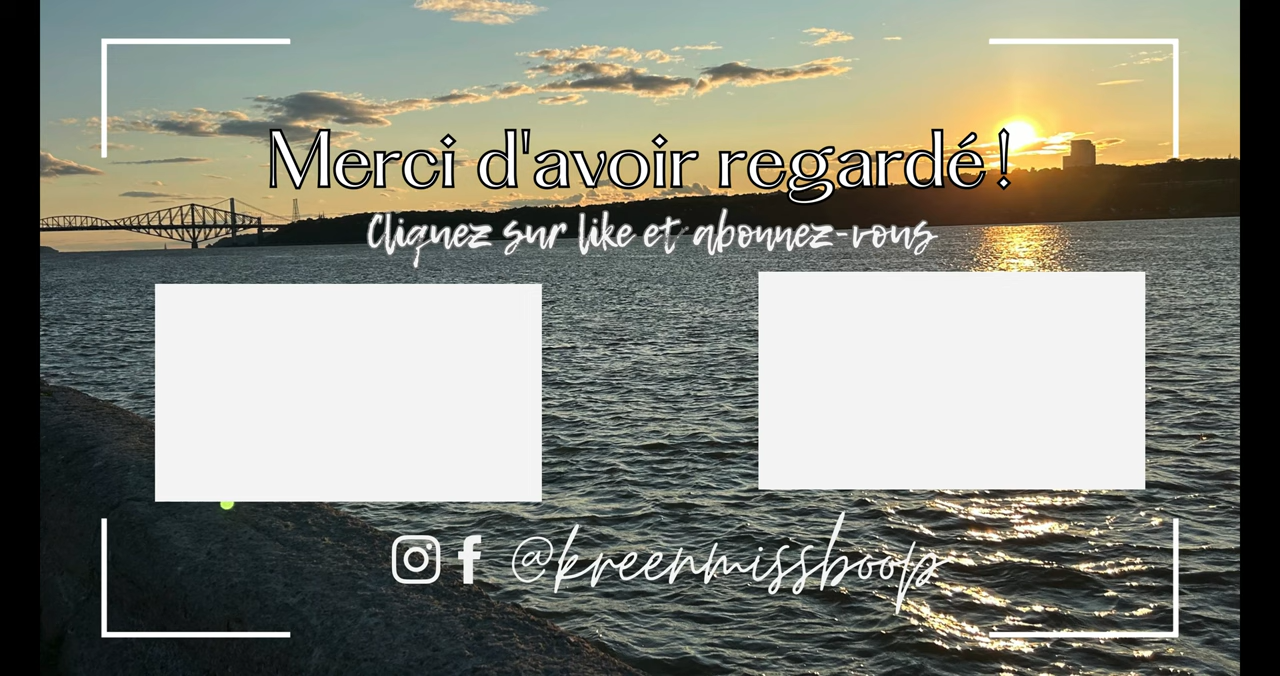 Merci d'avoir regardé !
Cliquez sur like et abonnez-vous
@kreenmissboop